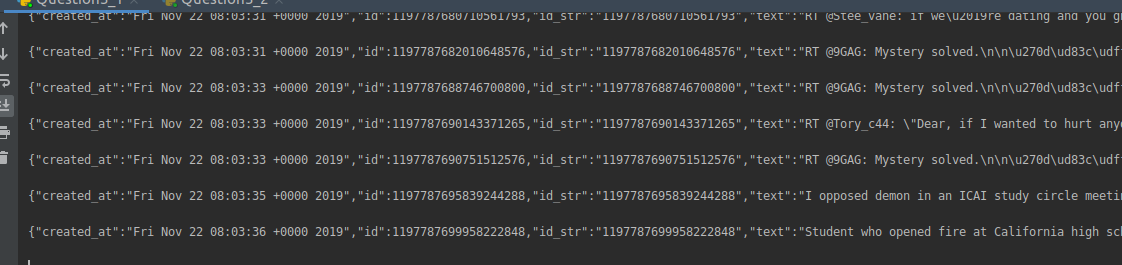 Question3_1 Question3_2
{"created_at":"Fri Nov 22 08:03:31 +0000 2019","id":1197787680710561793,"id_str":"1197787680710561793","text":"RT @Stee_Vane: if we\u2019re dating and you
{"created_at":"Fri Nov 22 08:03:31 +0000 2019","id":1197787682010648576,"id_str":"1197787682010648576","text":"RT @9GAG: Mystery solved.\n\n\u270d\ud83c\udf
{"created_at":"Fri Nov 22 08:03:33 +0000 2019","id":1197787688746700800,"id_str":"1197787688746700800","text":"RT @9GAG: Mystery solved.\n\n\u270d\ud83c\udf
{"created_at":"Fri Nov 22 08:03:33 +0000 2019","id":1197787690143371265,"id_str":"1197787690143371265","text":"RT @Tory_c44: \"Dear, if I wanted to hurt any
{"created_at":"Fri Nov 22 08:03:33 +0000 2019","id":1197787690751512576,"id_str":"1197787690751512576","text":"RT @9GAG: Mystery solved.\n\n\u270d\ud83c\udf
{"created_at":"Fri Nov 22 08:03:35 +0000 2019","id":1197787695839244288,"id_str":"1197787695839244288","text":"I opposed demon in an ICAI study circle meeti
{"created_at":"Fri Nov 22 08:03:36 +0000 2019","id":1197787699958222848,"id_str":"1197787699958222848","text":"Student who opened fire at California high sc